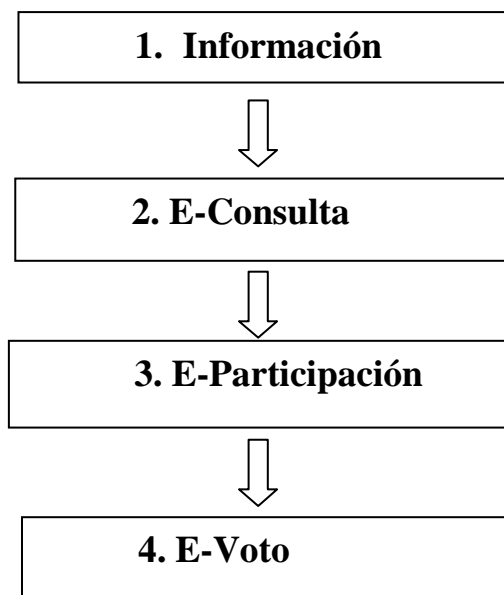 1. Información
2. E-Consulta
3. E-Participación
4. E-Voto